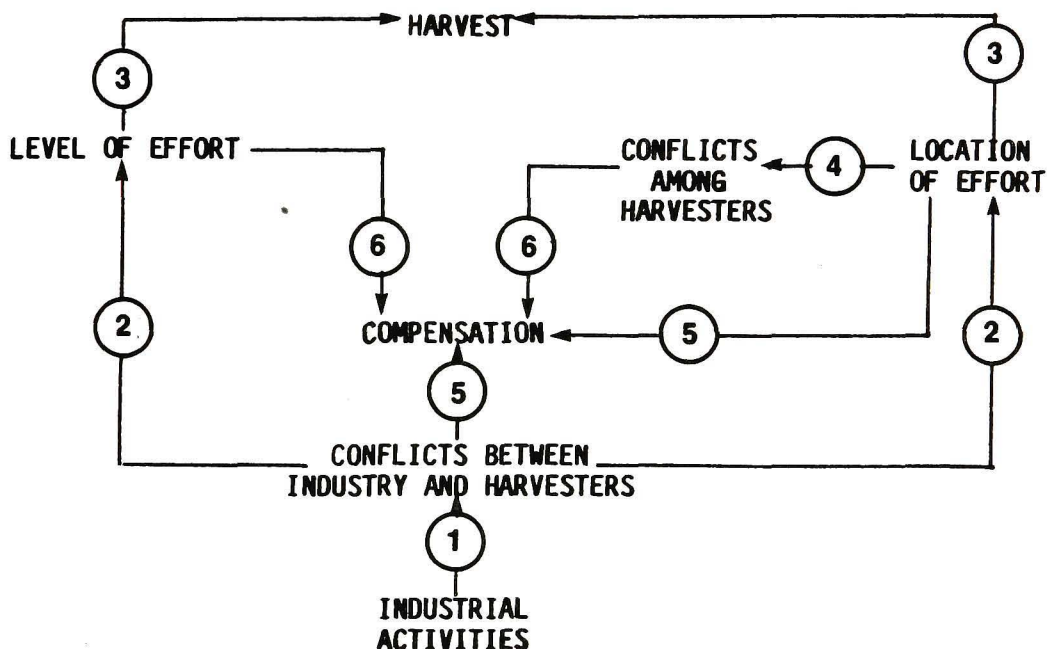 HARVEST
3
3
LEVEL OF EFFORT
CONFLICTS
AMONG
HARVESTERS
4
LOCATION
OF EFFORT
6
6
2
COMPENSATION
5
2
5
CONFLICTS BETWEEN
INDUSTRY AND HARVESTERS
1
INDUSTRIAL
ACTIVITIES